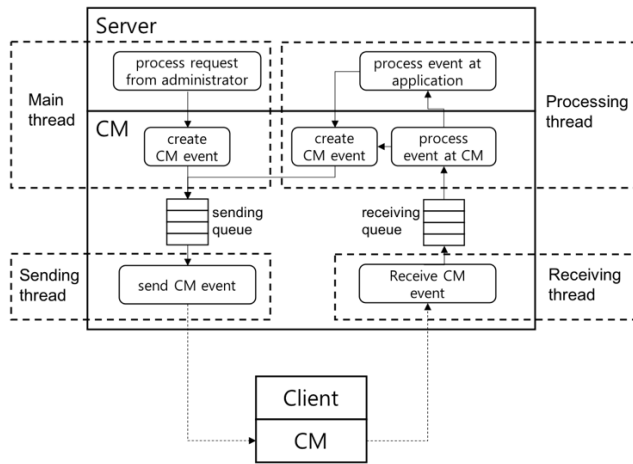 Server
process request
from administrator
process event at
application
Main
thread
Processing
thread
CM
create
CM event
create
CM event
process
event at CM
sending
queue
receiving
queue
Sending
thread
send CM event
Receive CM
event
Receiving
thread
Client
CM